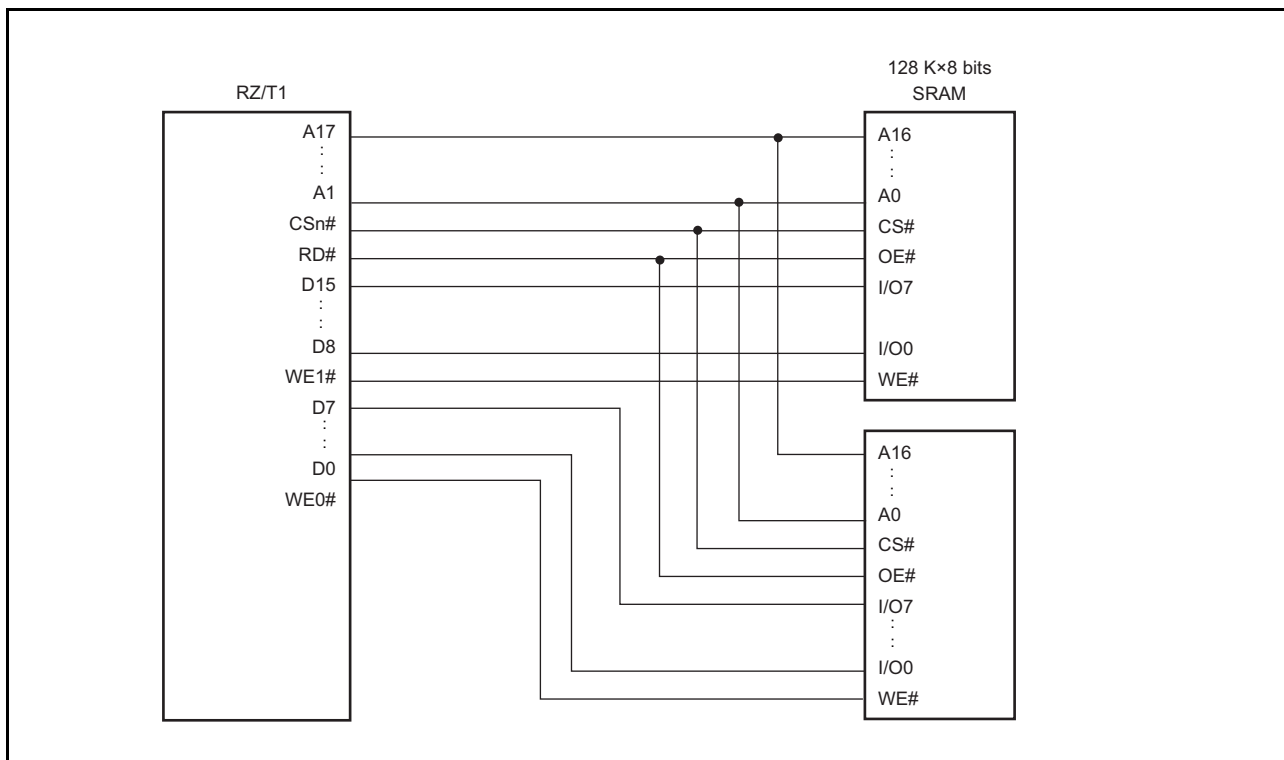 RZ/T1
A17
:
:
A1
CSn#
RD#
D15
:
:
D8
WE1#
D7
:
:
D0
WE0#
128 K×8 bits
SRAM
A16
:
:
A0
CS#
OE#
I/O7
I/O0
WE#
A16
:
:
A0
CS#
OE#
I/O7
:
:
I/O0
WE#